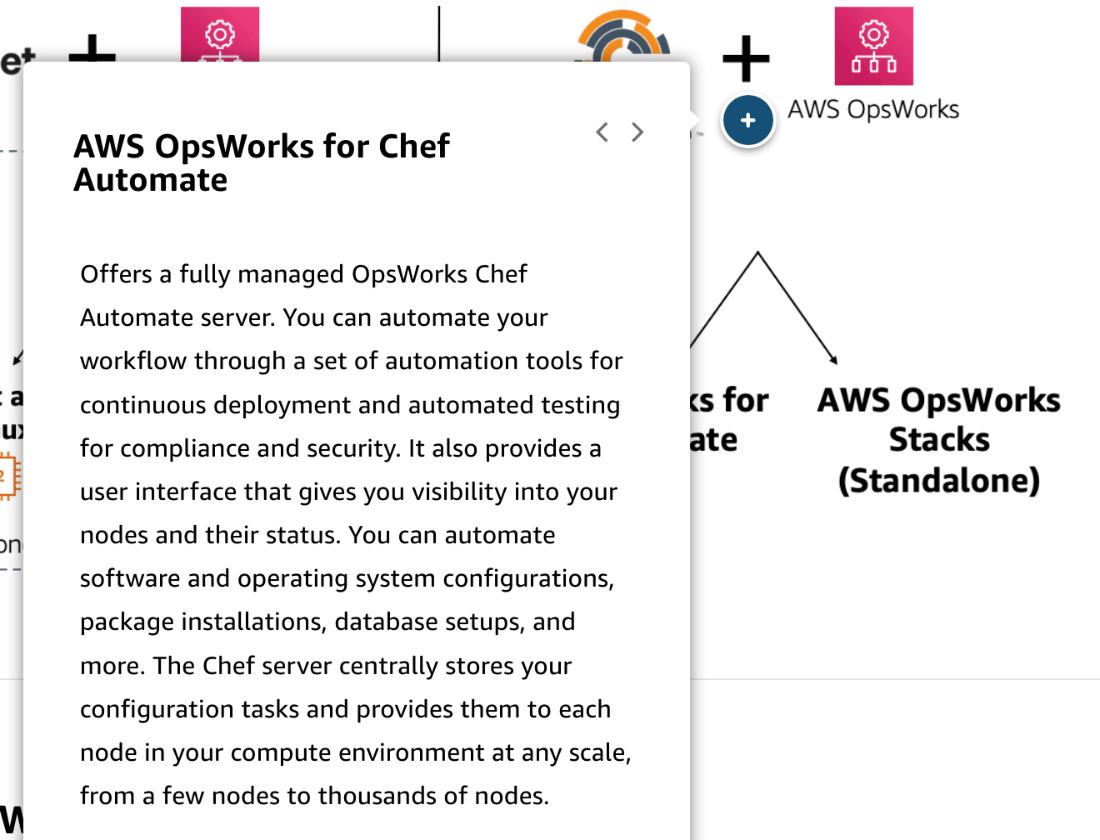 AWS OpsWorks
AWS OpsWorks for Chef
Automate
Offers a fully managed OpsWorks Chef
Automate server. You can automate your
workflow through a set of automation tools for
continuous deployment and automated testing
for compliance and security. It also provides a
user interface that gives you visibility into your
nodes and their status. You can automate
software and operating system configurations,
package installations, database setups, and
more. The Chef server centrally stores your
configuration tasks and provides them to each
node in your compute environment at any scale,
from a few nodes to thousands of nodes.
for
AWS OpsWorks
Stacks
(Standalone)